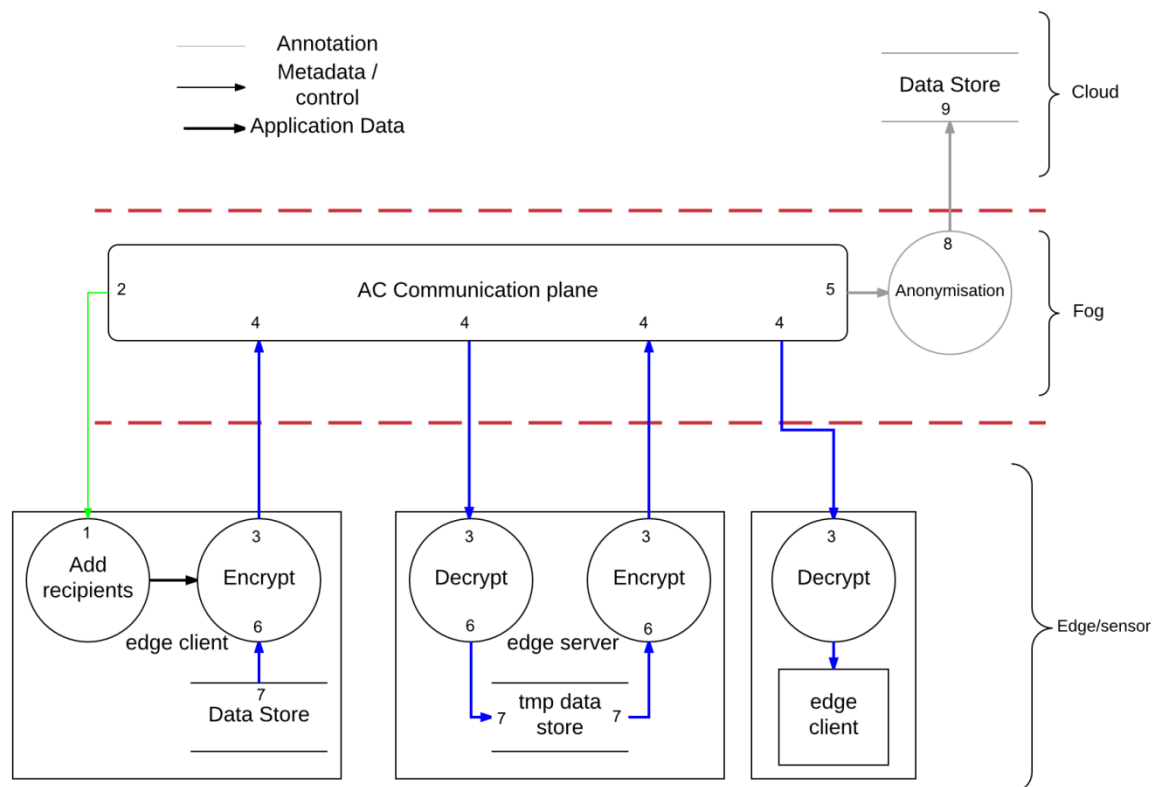 Annotation
Metadata /
control
Application Data
Data Store
9
Cloud
2
AC Communication plane
5
4
4
4
4
8
Anonymisation
Fog
1
Add
recipients
3
Encrypt
6
edge client
7
Data Store
3
Decrypt
6
3
Encrypt
6
edge server
7
tmp data
store
7
3
Decrypt
edge
client
Edge/sensor